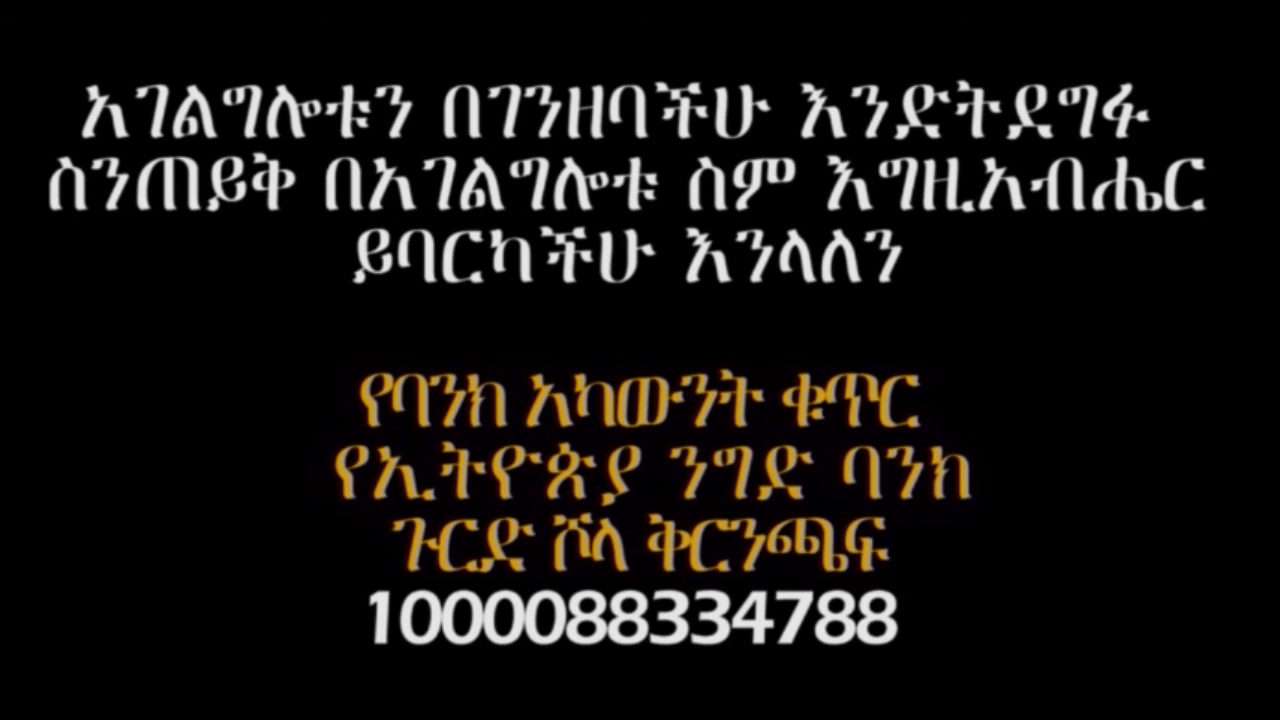 አገልግሎቱን በገንዘባችሁ እንድትደግፉ
ስንጠይቅ በአገልግሎቱ ስም እግዚአብሔር
ይባርካችሁ እንላለን
የባንክ አካውንት ቁጥር
የኢትዮጵያ ንግድ ባንክ
ጉርድ ሾላ ቅርንጫፍ
1000088334788